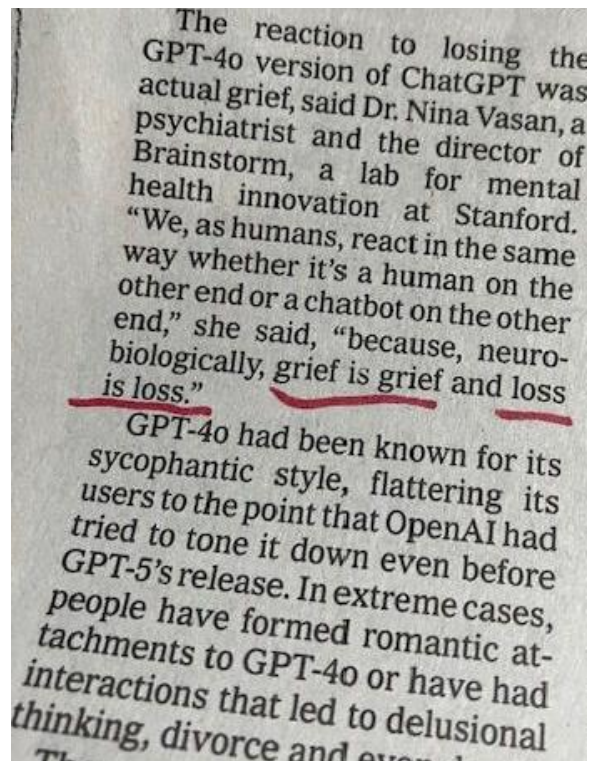 The reaction to losing the
GPT-4o version of ChatGPT was
actual grief, said Dr. Nina Vasan, a
psychiatrist and the director of
Brainstorm, a lab for mental
health innovation at Stanford.
“We, as humans, react in the same
way whether it’s a human on the
other end or a chatbot on the other
end,” she said, “because, neuro-
biologically, grief is grief and loss
is loss.”
GPT-4o had been known for its
sycophantic style, flattering its
users to the point that OpenAI had
tried to tone it down even before
GPT-5’s release. In extreme cases,
people have formed romantic at-
tachments to GPT-4o or have had
interactions that led to delusional
thinking, divorce and